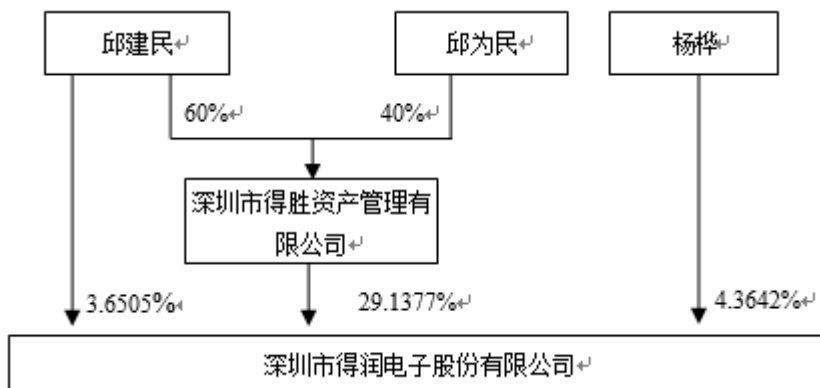 邱建民
邱为民
杨桦
60%
40%
深圳市得胜资产管理有
限公司
3.6505%
29.1377%
4.3642%
深圳市得润电子股份有限公司